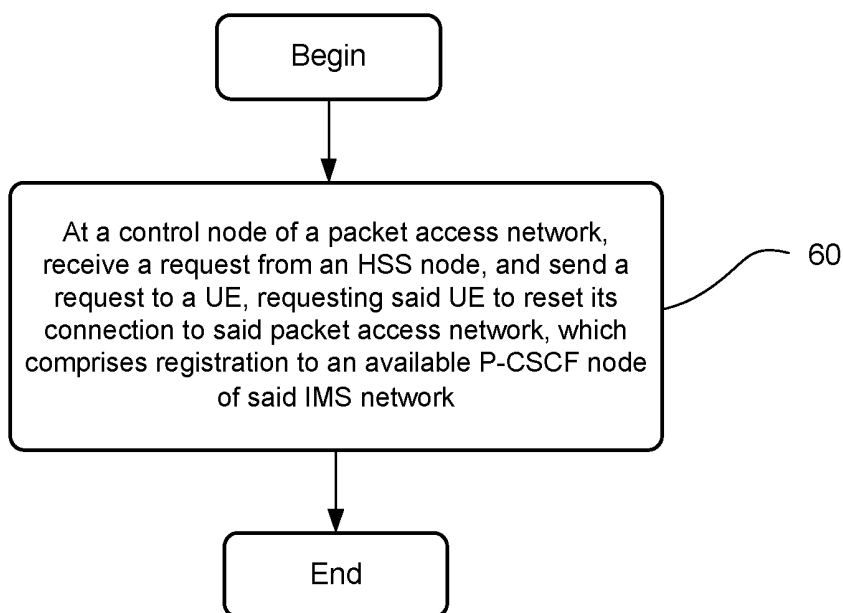 Begin
At a control node of a packet access network,
receive a request from an HSS node, and send a
request to a UE, requesting said UE to reset its
connection to said packet access network, which
comprises registration to an available P-CSCF node
of said IMS network
60
End